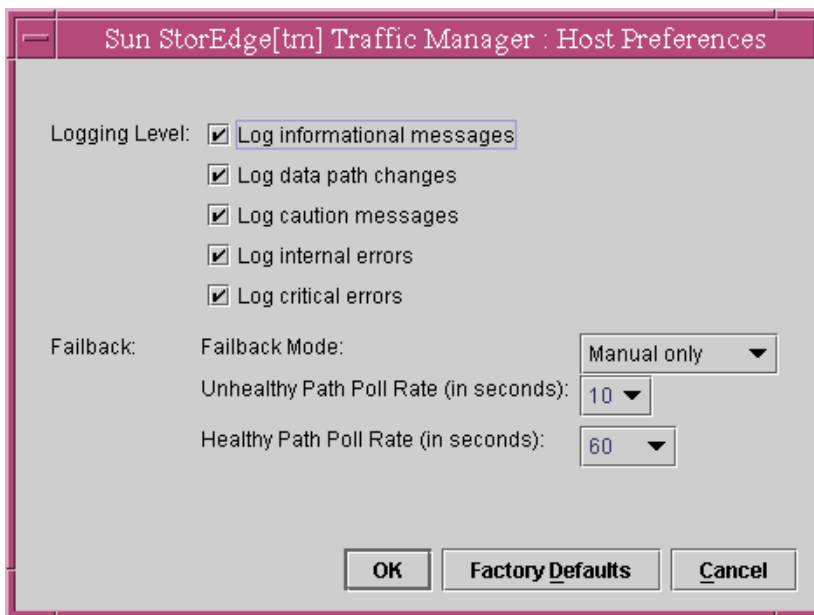 Sun StorEdge[tm] Traffic Manager : Host Preferences
Logging Level: Log informational messages
Log data path changes
Log caution messages
Log internal errors
Log critical errors
Failback: Failback Mode: Manual only
Unhealthy Path Poll Rate (in seconds): 10
Healthy Path Poll Rate (in seconds): 60
OK Factory Defaults Cancel